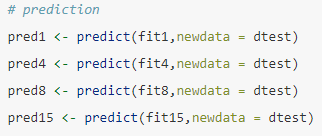 # prediction
pred1 <- predict(fit1,newdata = dtest)
pred4 <- predict(fit4,newdata = dtest)
pred8 <- predict(fit8,newdata = dtest)
pred15 <- predict(fit15,newdata = dtest)